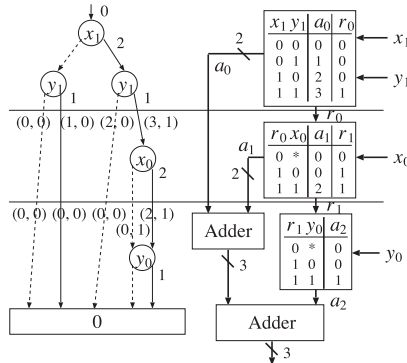 0
x₁
2
y₁ y₁
1 1
(0, 0) (1, 0) (2, 0) (3, 1)
x₀
2
(0, 0) (0, 0) (0, 0) (2, 1)
(0, 1)
y₀
1
0
x₁ y₁ a₀ r₀
0 0 0 0
0 1 1 0
1 0 2 0
1 1 3 1
x₁
y₁
2
a₀
r₀
r₀ x₀ a₁ r₁
0 * 0 0
1 0 0 1
1 1 2 1
x₀
a₁
2
r₁
Adder
r₁ y₀ a₂
0 * 0
1 0 0
1 1 1
y₀
3
a₂
Adder
3